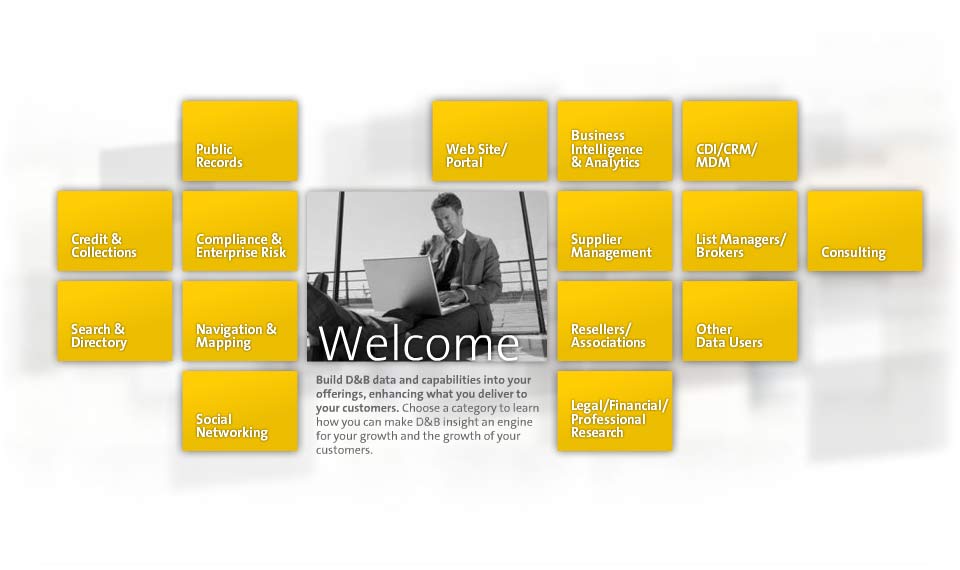 Public
Records
Web Site/
Portal
Business
Intelligence
& Analytics
CDI/CRM/
MDM
Credit &
Collections
Compliance &
Enterprise Risk
Supplier
Management
List Managers/
Brokers
Consulting
Search &
Directory
Navigation &
Mapping
Welcome
Resellers/
Associations
Other
Data Users
Social
Networking
Build D&B data and capabilities into your
offerings, enhancing what you deliver to
your customers. Choose a category to learn
how you can make D&B insight an engine
for your growth and the growth of your
customers.
Legal/Financial/
Professional
Research